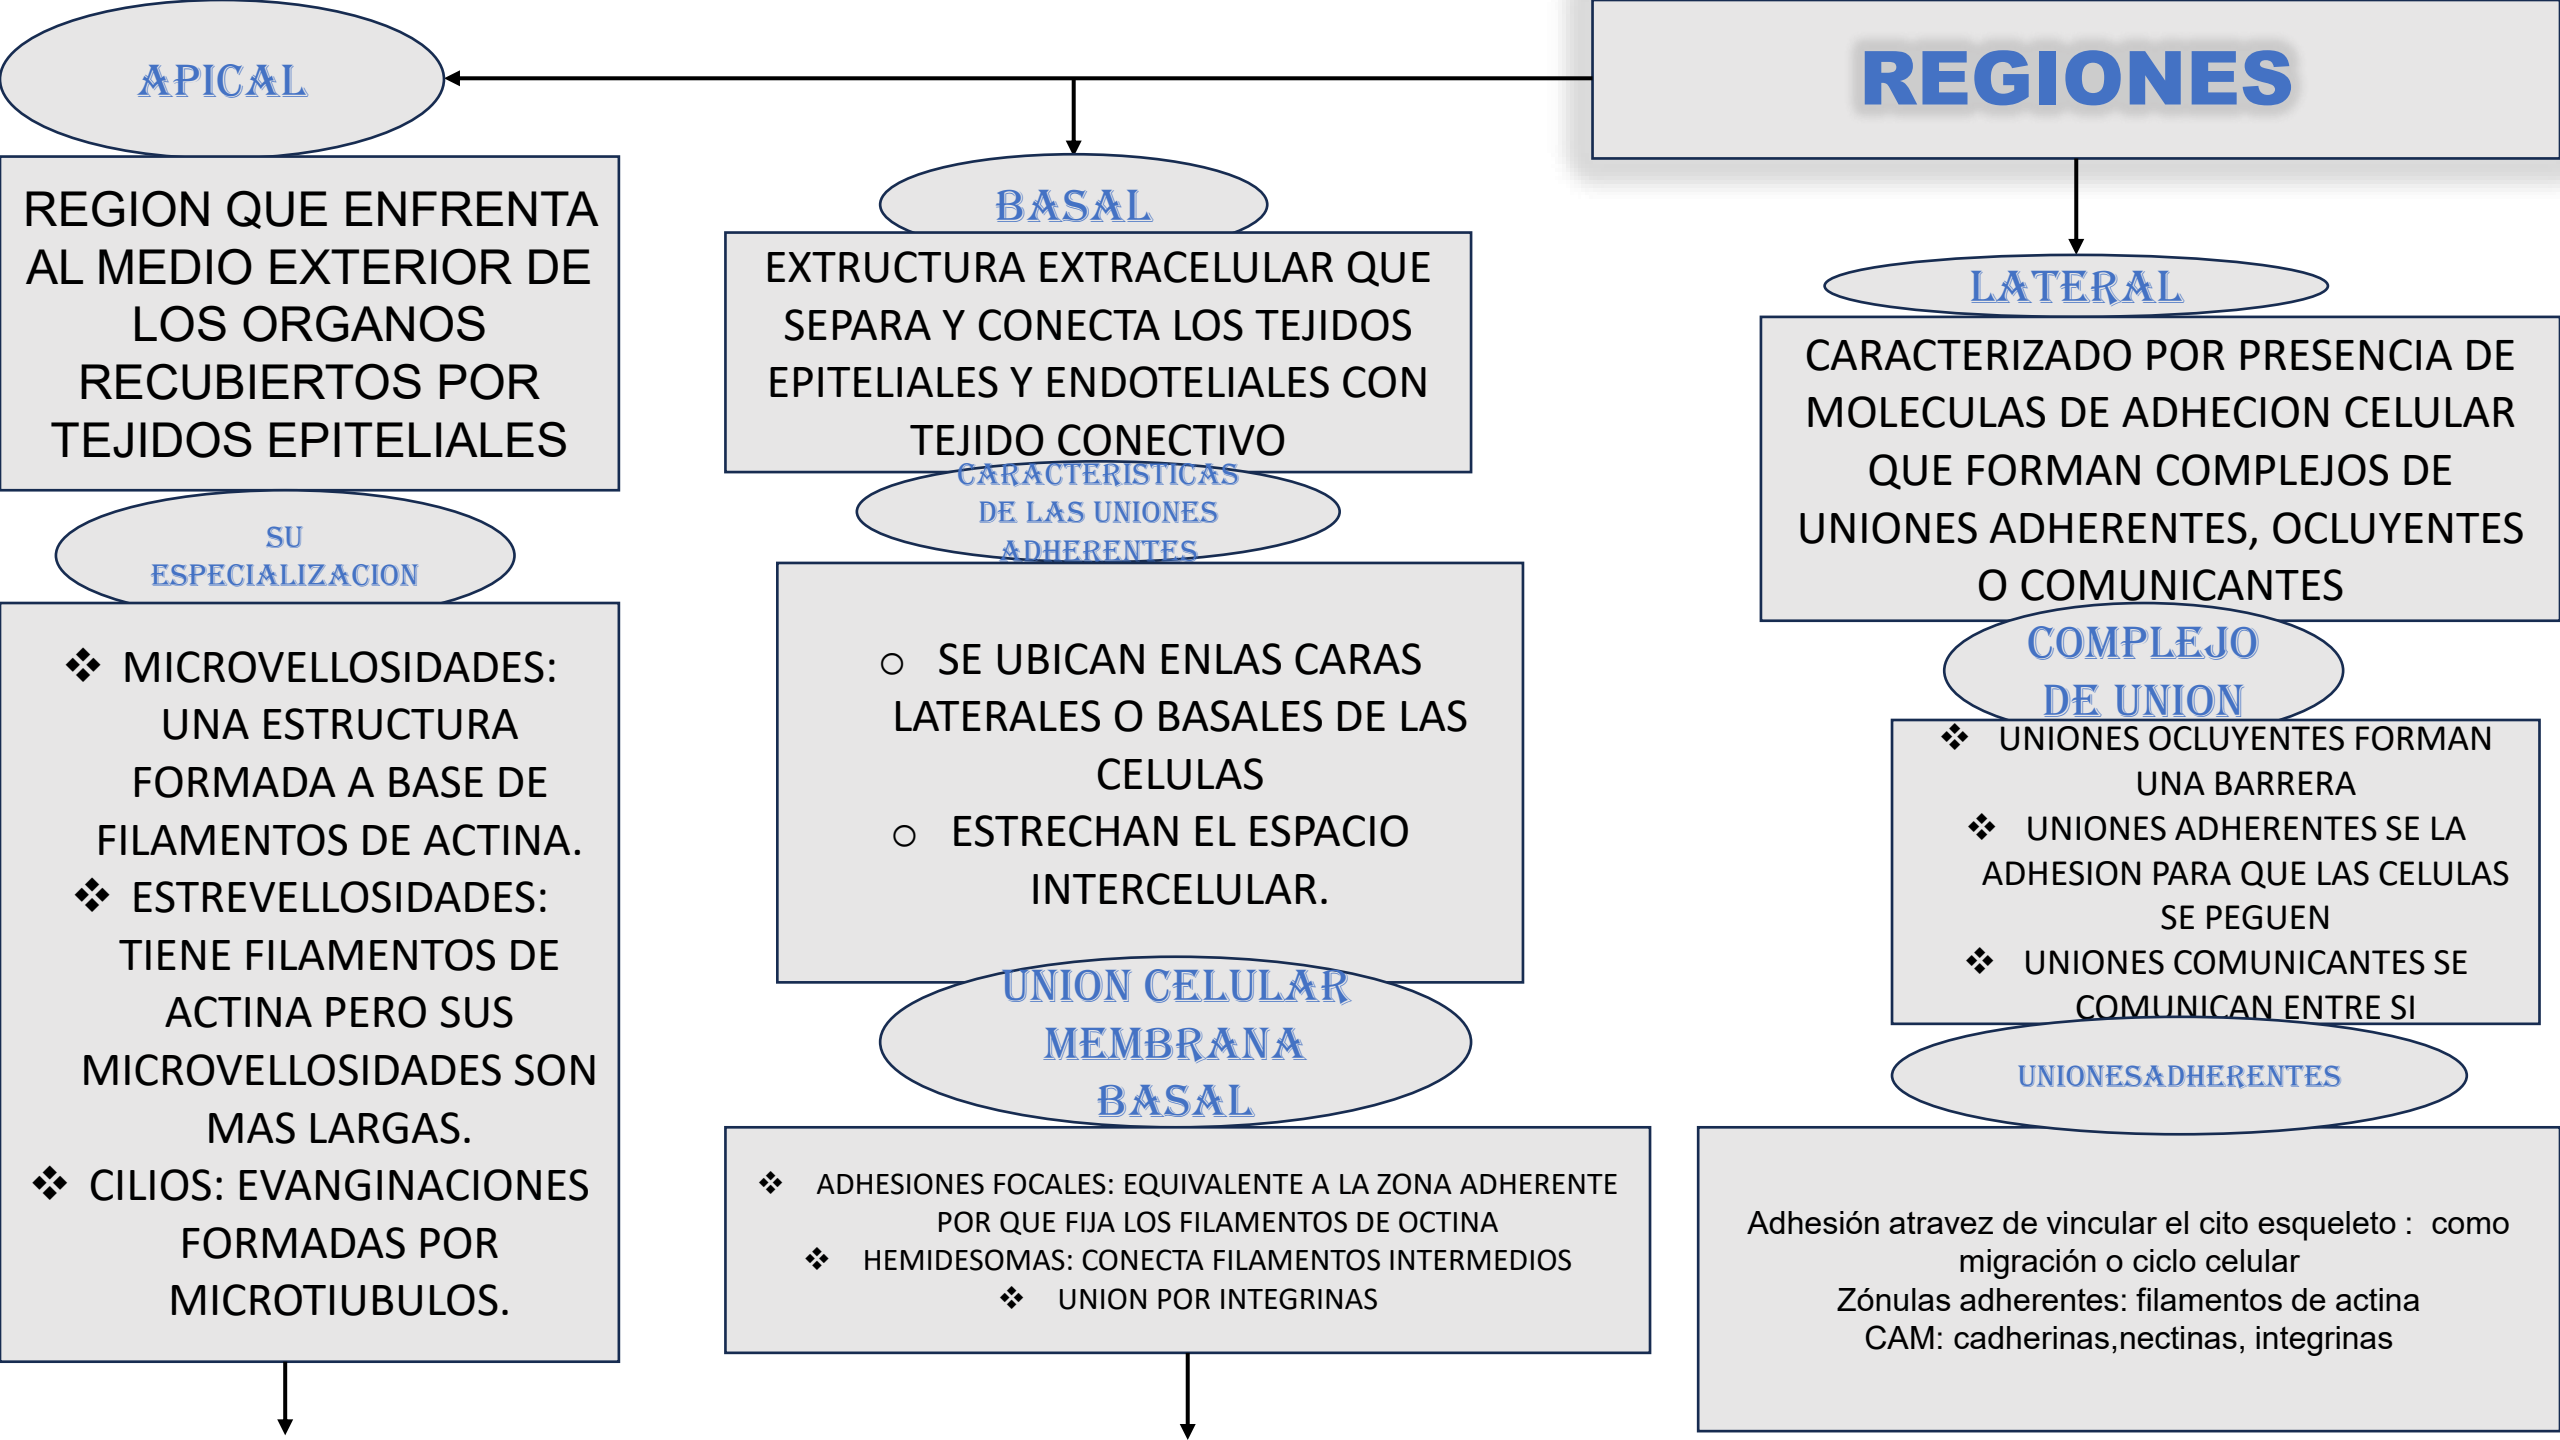 REGIONES
APICAL
REGION QUE ENFRENTA
AL MEDIO EXTERIOR DE
LOS ORGANOS
RECUBIERTOS POR
TEJIDOS EPITELIALES
SU
ESPECIALIZACION
❖ MICROVELLOSIDADES:
UNA ESTRUCTURA
FORMADA A BASE DE
FILAMENTOS DE ACTINA.
❖ ESTREVELLOSIDADES:
TIENE FILAMENTOS DE
ACTINA PERO SUS
MICROVELLOSIDADES SON
MAS LARGAS.
❖ CILIOS: EVANGINACIONES
FORMADAS POR
MICROTIUBULOS.
BASAL
EXTRUCTURA EXTRACELULAR QUE
SEPARA Y CONECTA LOS TEJIDOS
EPITELIALES Y ENDOTELIALES CON
TEJIDO CONECTIVO
CARACTERISTICAS
DE LAS UNIONES
ADHERENTES
o SE UBICAN ENLAS CARAS
LATERALES O BASALES DE LAS
CELULAS
o ESTRECHAN EL ESPACIO
INTERCELULAR.
UNION CELULAR
MEMBRANA
BASAL
❖ ADHESIONES FOCALES: EQUIVALENTE A LA ZONA ADHERENTE
POR QUE FIJA LOS FILAMENTOS DE OCTINA
❖ HEMIDESOMAS: CONECTA FILAMENTOS INTERMEDIOS
❖ UNION POR INTEGRINAS
LATERAL
CARACTERIZADO POR PRESENCIA DE
MOLECULAS DE ADHECION CELULAR
QUE FORMAN COMPLEJOS DE
UNIONES ADHERENTES, OCLUYENTES
O COMUNICANTES
COMPLEJO
DE UNION
❖ UNIONES OCLUYENTES FORMAN
UNA BARRERA
❖ UNIONES ADHERENTES SE LA
ADHESION PARA QUE LAS CELULAS
SE PEGUEN
❖ UNIONES COMUNICANTES SE
COMUNICAN ENTRE SI
UNIONESADHERENTES
Adhesión atravez de vincular el cito esqueleto : como
migración o ciclo celular
Zónulas adherentes: filamentos de actina
CAM: cadherinas,nectinas, integrinas